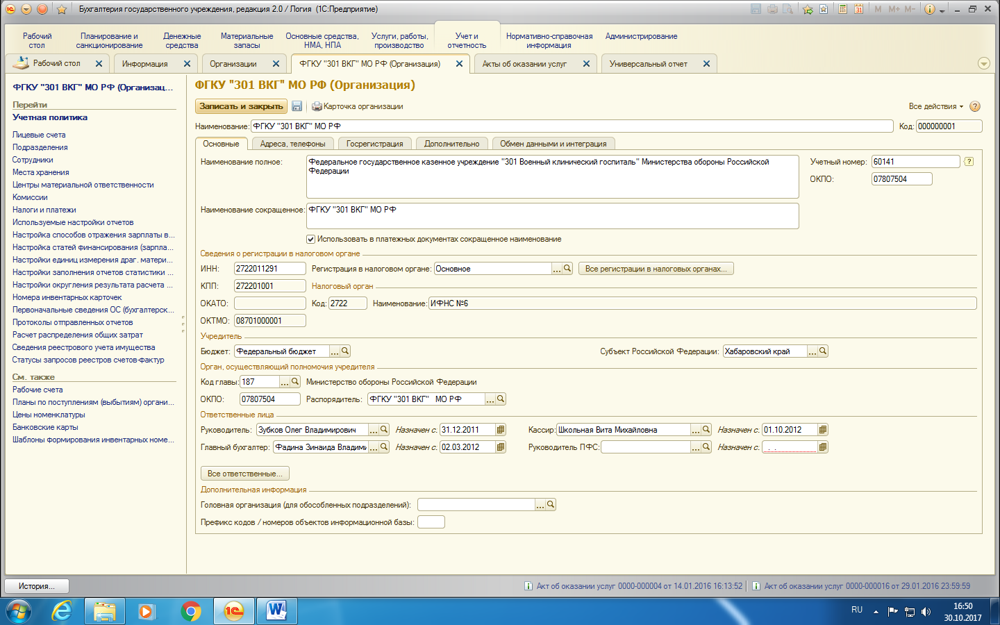 Бухгалтерия государственного учреждения, редакция 2.0 / Логия (1С:Предприятие)
M M+ M-
Рабочий стол
Планирование и санкционирование
Денежные средства
Материальные запасы
Основные средства, НМА, НПА
Услуги, работы, производство
Учет и отчетность
Нормативно-справочная информация
Администрирование
Рабочий стол
Информация
Организации
ФГКУ "301 ВКГ" МО РФ (Организация)
Акты об оказании услуг
Универсальный отчет
ФГКУ "301 ВКГ" МО РФ (Организац...
Перейти
Учетная политика
Лицевые счета
Подразделения
Сотрудники
Места хранения
Центры материальной ответственности
Комиссии
Налоги и платежи
Используемые настройки отчетов
Настройка способов отражения зарплаты в...
Настройка статей финансирования (зарпла...
Настройки единиц измерения драг. матери...
Настройки заполнения отчетов статистики ...
Настройки округления результата расчета ...
Номера инвентарных карточек
Первоначальные сведения ОС (бухгалтерск...
Протоколы отправленных отчетов
Расчет распределения общих затрат
Сведения реестрового учета имущества
Статусы запросов реестров счетов-фактур
См. также
Рабочие счета
Планы по поступлениям (выбытиям) органи...
Цены номенклатуры
Банковские карты
Шаблоны формирования инвентарных номе...
ФГКУ "301 ВКГ" МО РФ (Организация)
Записать и закрыть Карточка организации Все действия
Наименование: ФГКУ "301 ВКГ" МО РФ Код: 000000001
Основные Адреса, телефоны Госрегистрация Дополнительно Обмен данными и интеграция
Наименование полное: Федеральное государственное казенное учреждение "301 Военный клинический госпиталь" Министерства обороны Российской
Федерации
Учетный номер: 60141
ОКПО: 07807504
Наименование сокращенное: ФГКУ "301 ВКГ" МО РФ
Использовать в платежных документах сокращенное наименование
Сведения о регистрации в налоговом органе
ИНН: 2722011291 Регистрация в налоговом органе: Основное ... Все регистрации в налоговых органах...
КПП: 272201001 Налоговый орган
ОКАТО: Код: 2722 Наименование: ИФНС №6
ОКТМО: 08701000001
Учредитель
Бюджет: Федеральный бюджет ... Субъект Российской Федерации: Хабаровский край ...
Орган, осуществляющий полномочия учредителя
Код главы: 187 ... Министерство обороны Российской Федерации
ОКПО: 07807504 Распорядитель: ФГКУ "301 ВКГ" МО РФ ...
Ответственные лица
Руководитель: Зубков Олег Владимирович ... Назначен с: 31.12.2011 Кассир: Школьная Вита Михайловна ... Назначен с: 01.10.2012
Главный бухгалтер: Фадина Зинаида Владими ... Назначен с: 02.03.2012 Руководитель ПФС: ... Назначен с: . .
Все ответственные...
Дополнительная информация
Головная организация (для обособленных подразделений): ...
Префикс кодов / номеров объектов информационной базы:
История...
Акт об оказании услуг 0000-000004 от 14.01.2016 16:13:52
Акт об оказании услуг 0000-000016 от 29.01.2016 23:59:59
RU
16:50
30.10.2017